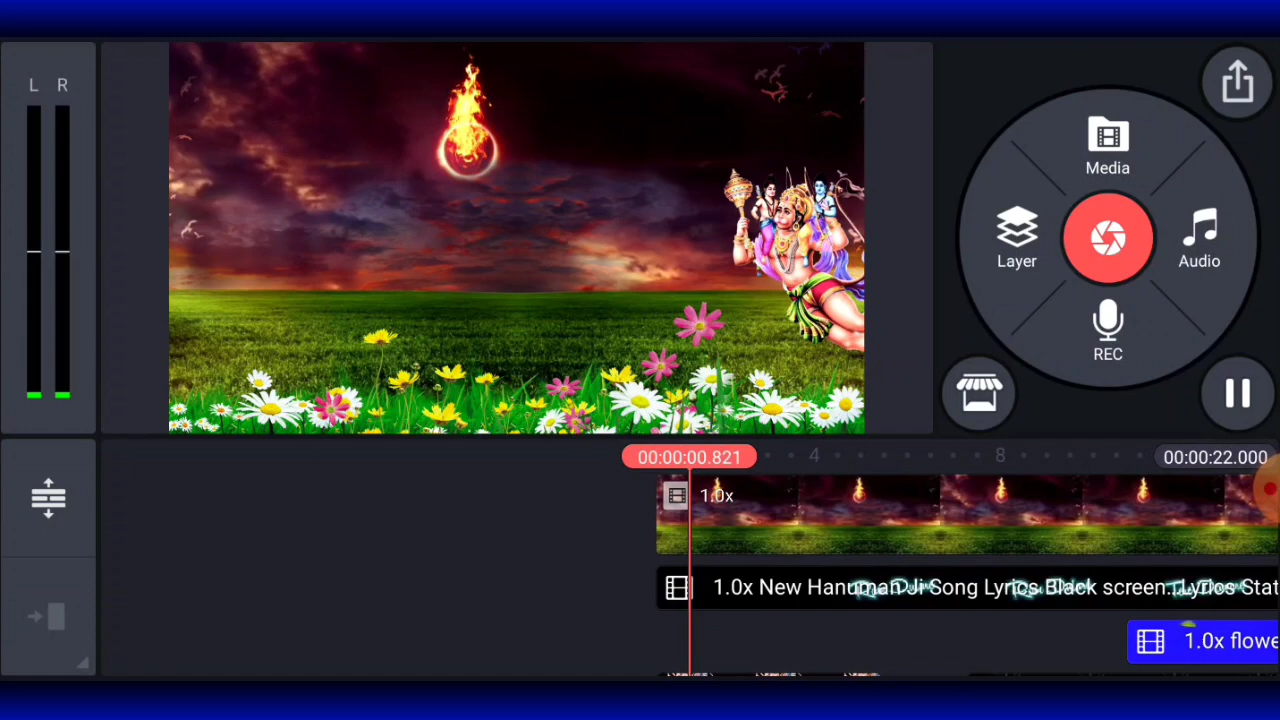 L R
Media
Layer
Audio
REC
00:00:00.821
4
8
00:00:22.000
1.0x
1.0x New Hanuman Ji Song Lyrics Black screen...Lyrics Stat
1.0x flowe